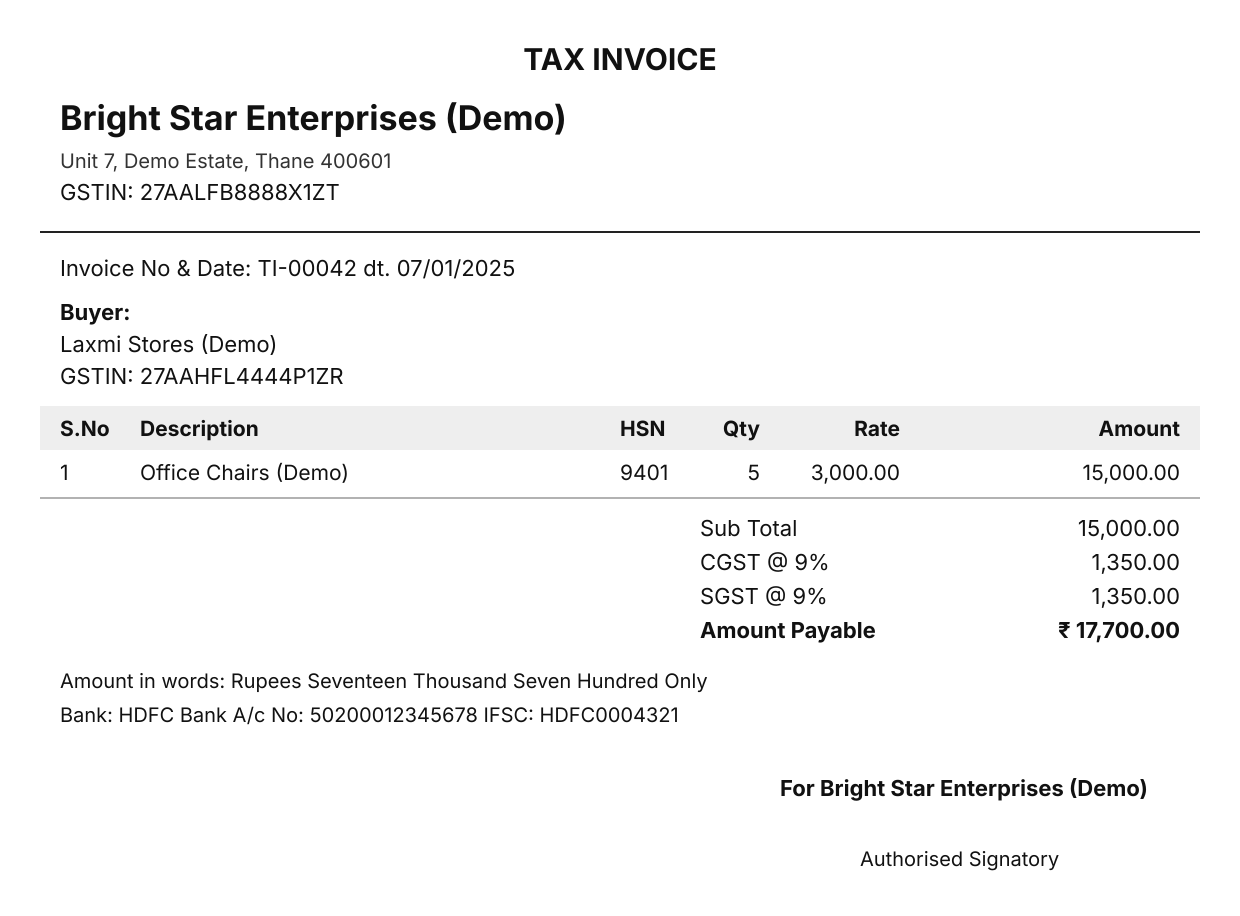 TAX INVOICE
Bright Star Enterprises (Demo)
Unit 7, Demo Estate, Thane 400601
GSTIN: 27AALFB8888X1ZT
Invoice No & Date: TI-00042 dt. 07/01/2025
Buyer:
Laxmi Stores (Demo)
GSTIN: 27AAHFL4444P1ZR
S.No Description HSN Qty Rate Amount
1 Office Chairs (Demo) 9401 5 3,000.00 15,000.00
Sub Total 15,000.00
CGST @ 9% 1,350.00
SGST @ 9% 1,350.00
Amount Payable ₹ 17,700.00
Amount in words: Rupees Seventeen Thousand Seven Hundred Only
Bank: HDFC Bank A/c No: 50200012345678 IFSC: HDFC0004321
For Bright Star Enterprises (Demo)
Authorised Signatory